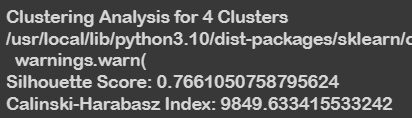 Clustering Analysis for 4 Clusters
/usr/local/lib/python3.10/dist-packages/sklearn/
warnings.warn(
Silhouette Score: 0.7661050758795624
Calinski-Harabasz Index: 9849.633415533242